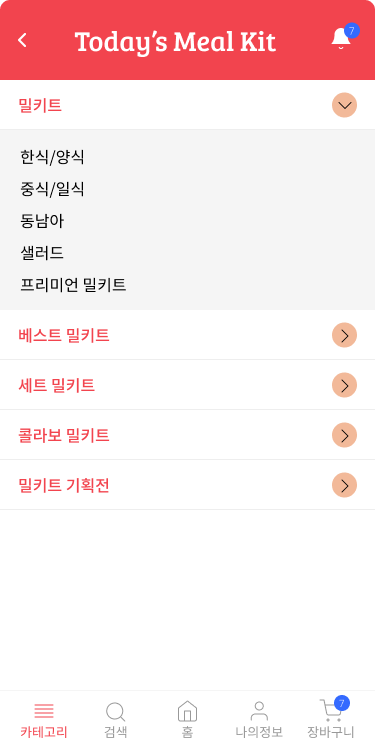 Today's Meal Kit
7
밀키트
한식/양식
중식/일식
동남아
샐러드
프리미언 밀키트
베스트 밀키트
세트 밀키트
콜라보 밀키트
밀키트 기획전
7
카테고리 검색 홈 나의정보 장바구니